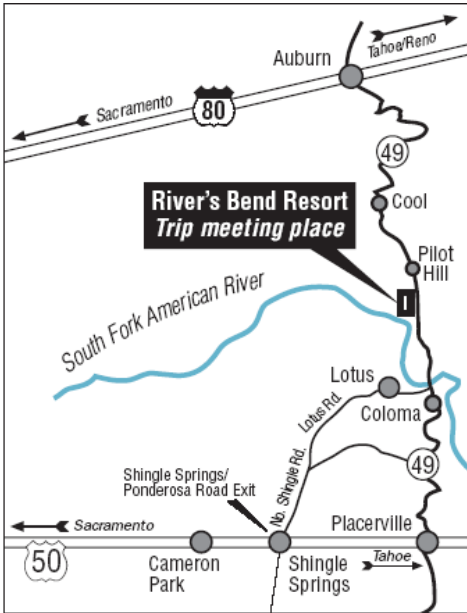 Tahoe/Reno
Auburn
Sacramento
80
49
River's Bend Resort
Trip meeting place
Cool
Pilot
Hill
South Fork American River
Lotus
Lotus Rd.
Coloma
No. Shingle Rd.
49
Shingle Springs/
Ponderosa Road Exit
Sacramento
Placerville
50
Cameron
Park
Shingle
Springs
Tahoe